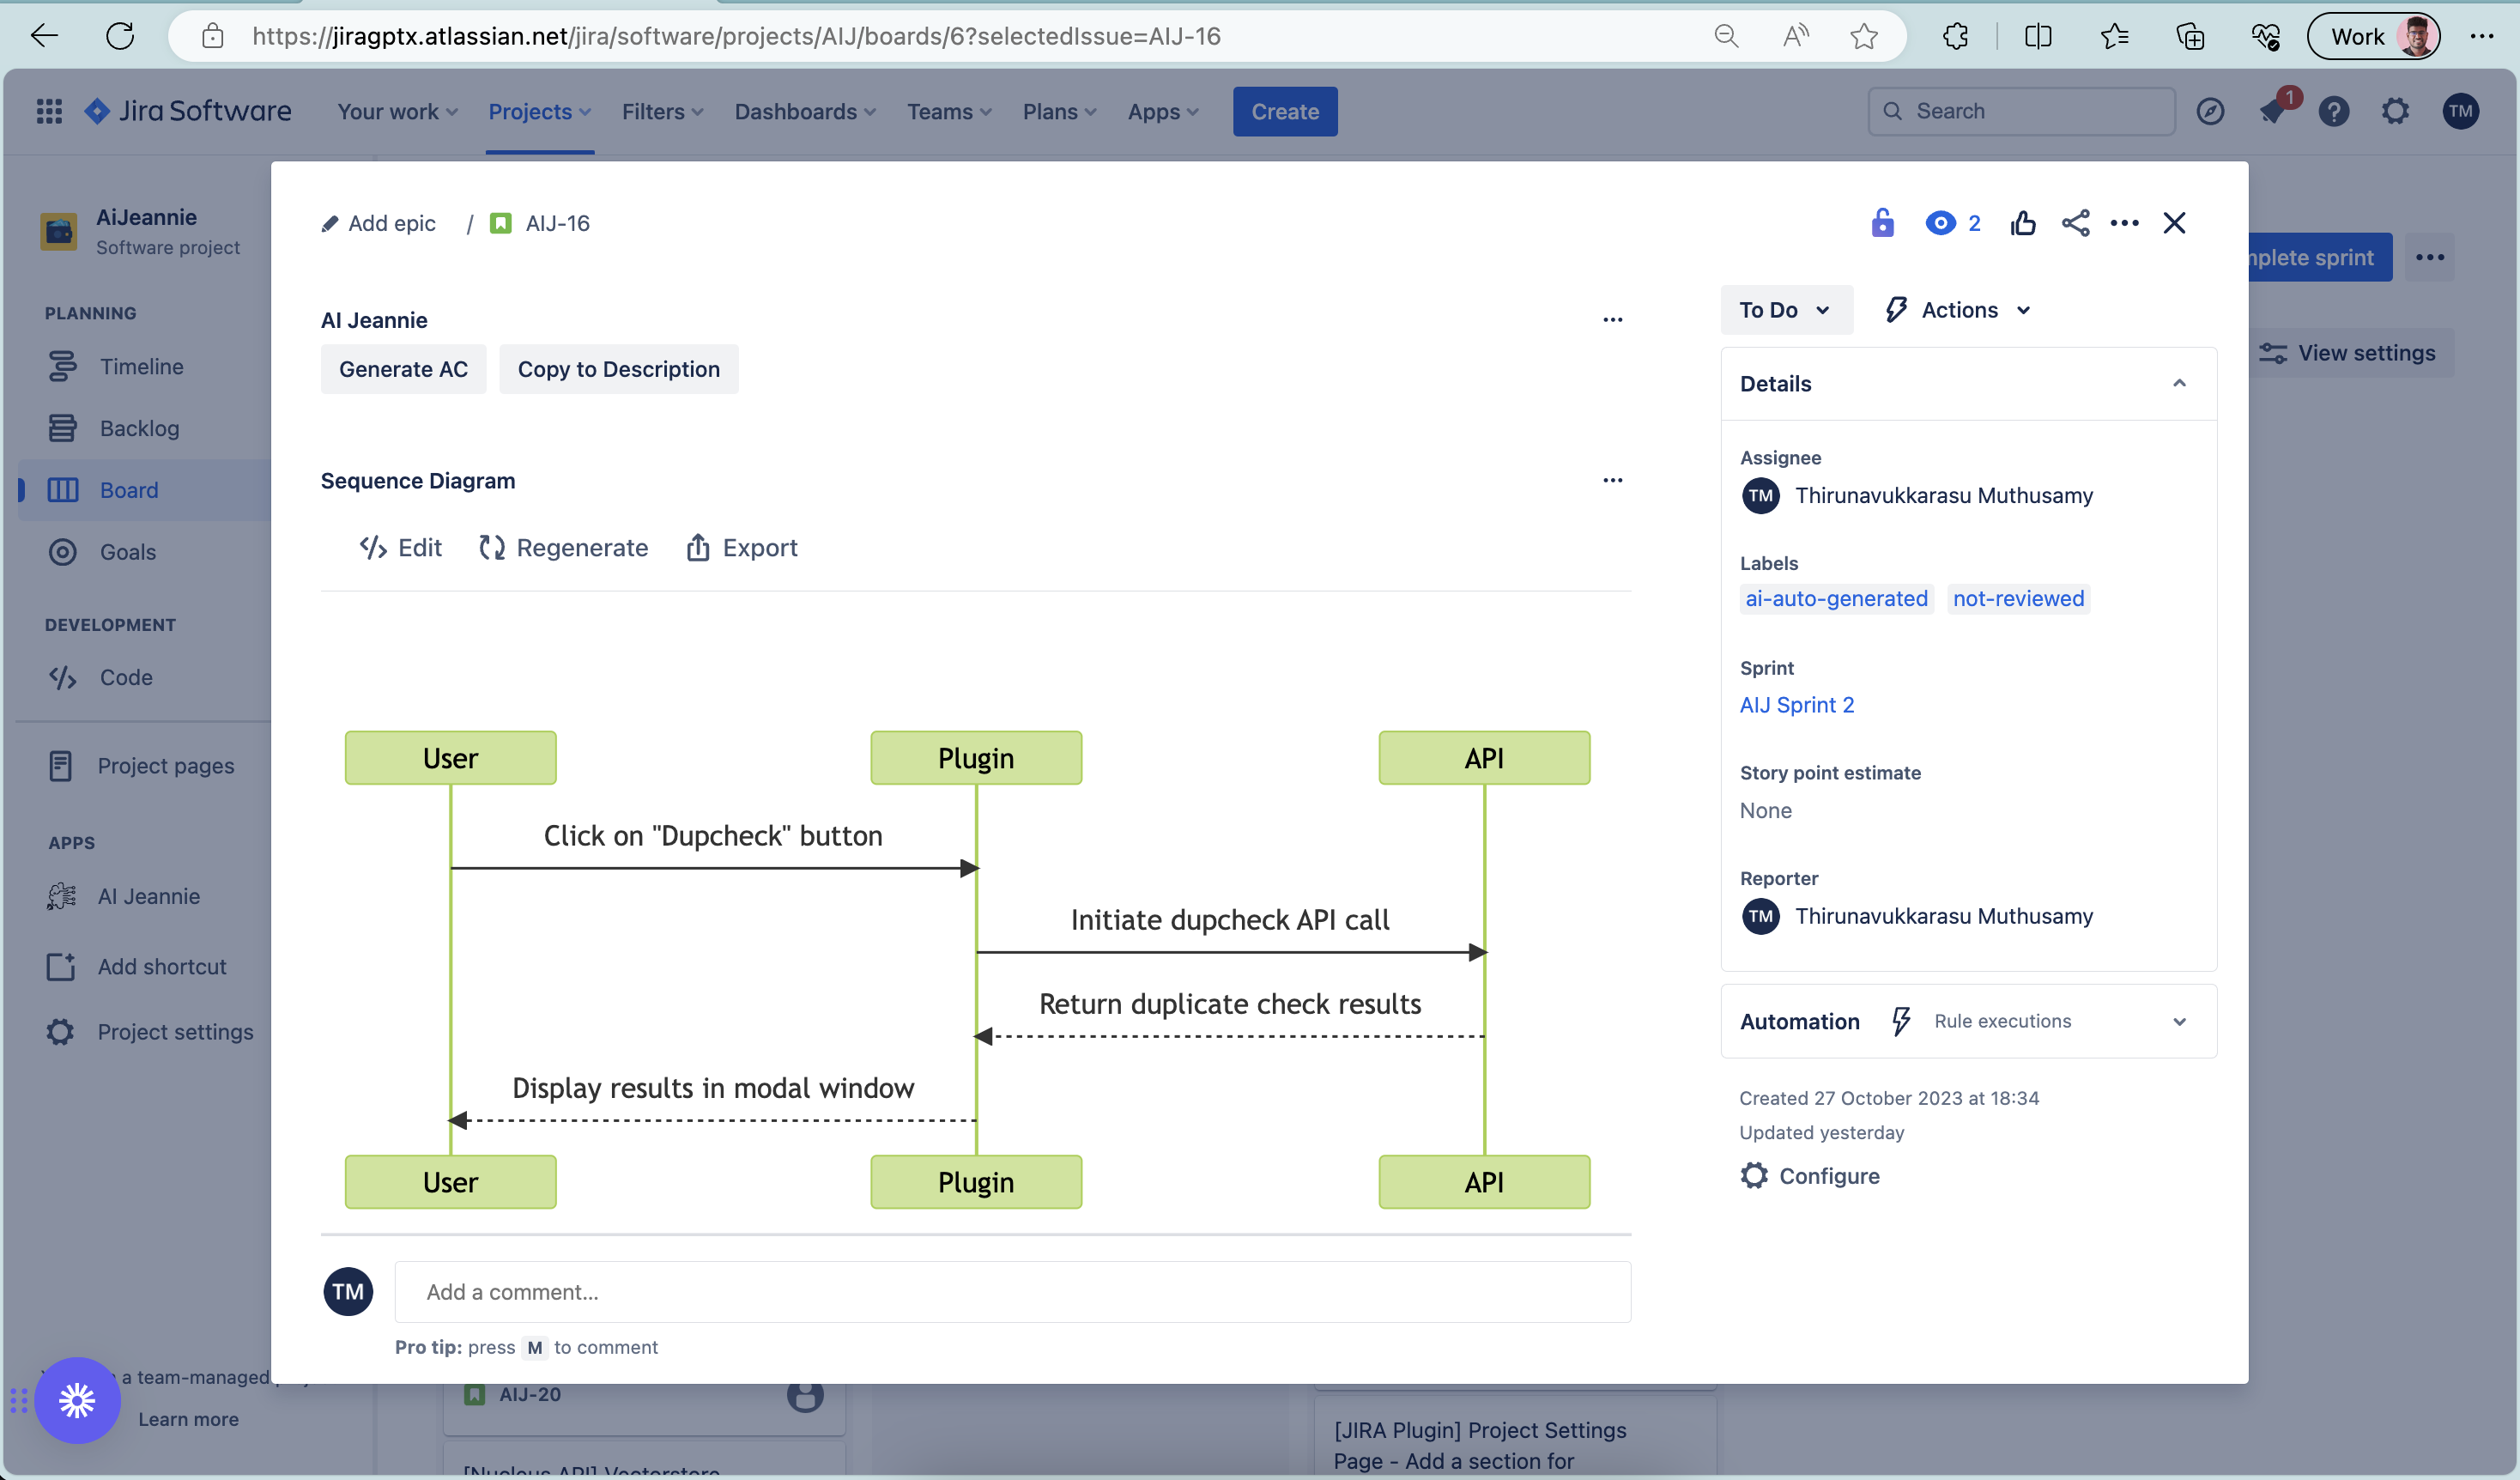 https://jiragptx.atlassian.net/jira/software/projects/AIJ/boards/6?selectedIssue=AIJ-16
Work
Jira Software
Your work
Projects
Filters
Dashboards
Teams
Plans
Apps
Create
Search
1
TM
AiJeannie
Software project
PLANNING
Timeline
Backlog
Board
Goals
DEVELOPMENT
Code
Project pages
APPS
AI Jeannie
Add shortcut
Project settings
a team-managed
Learn more
Add epic / AIJ-16
2
AI Jeannie
Generate AC
Copy to Description
Sequence Diagram
Edit
Regenerate
Export
User
Plugin
API
Click on "Dupcheck" button
Initiate dupcheck API call
Return duplicate check results
Display results in modal window
User
Plugin
API
TM
Add a comment...
Pro tip: press M to comment
To Do
Actions
Details
Assignee
TM Thirunavukkarasu Muthusamy
Labels
ai-auto-generated not-reviewed
Sprint
AIJ Sprint 2
Story point estimate
None
Reporter
TM Thirunavukkarasu Muthusamy
Automation Rule executions
Created 27 October 2023 at 18:34
Updated yesterday
Configure
mplete sprint
View settings
AIJ-20
[Nucleus API] Vectorstore
[JIRA Plugin] Project Settings
Page - Add a section for